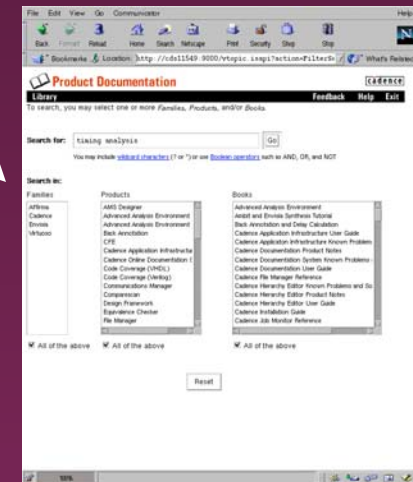 File Edit View Go Communicator Help
Back Forward Reload Home Search Netscape Print Security Shop Stop
Bookmarks Location: http://cds11549:9000/vtopic.isapi?action=FilterSe What's Related
Product Documentation cadence
Library Feedback Help Exit
To search, you may select one or more Families, Products, and/or Books.
Search for: timing analysis Go
You may include wildcard characters (? or *) or use Boolean operators such as AND, OR, and NOT
Search in:
Families Products Books
Affirma AMS Designer Advanced Analysis Environment
Cadence Advanced Analysis Environment Ambit and Envisia Synthesis Tutorial
Envisia Advanced Analysis Environment Back Annotation and Delay Calculation
Virtuoso Back Annotation Cadence Application Infrastructure User Guide
CFE Cadence Application Infrastructure Known Problems
Cadence Application Infrastructu Cadence Documentation Product Notes
Cadence Online Documentation ( Cadence Documentation System Known Problems
Code Coverage (VHDL) Cadence Documentation User Guide
Code Coverage (Verilog) Cadence File Manager Reference
Communications Manager Cadence Hierarchy Editor Known Problems and So
Comparescan Cadence Hierarchy Editor Product Notes
Design Framework Cadence Hierarchy Editor User Guide
Equivalence Checker Cadence Installation Guide
File Manager Cadence Job Monitor Reference
All of the above All of the above All of the above
Reset
100%